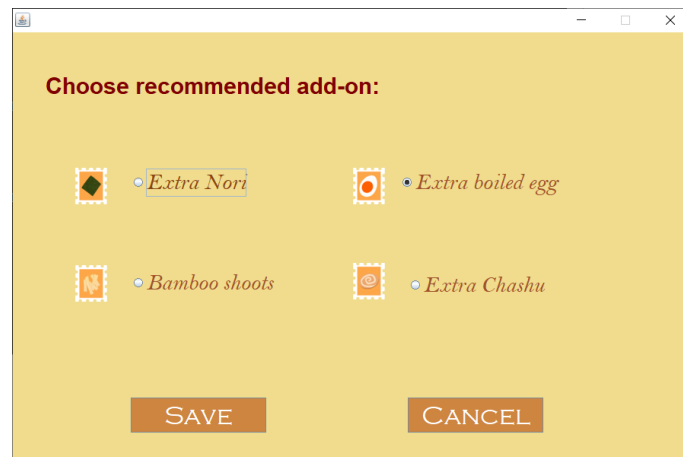 Choose recommended add-on:
Extra Nori
Extra boiled egg
Bamboo shoots
Extra Chashu
Save
Cancel